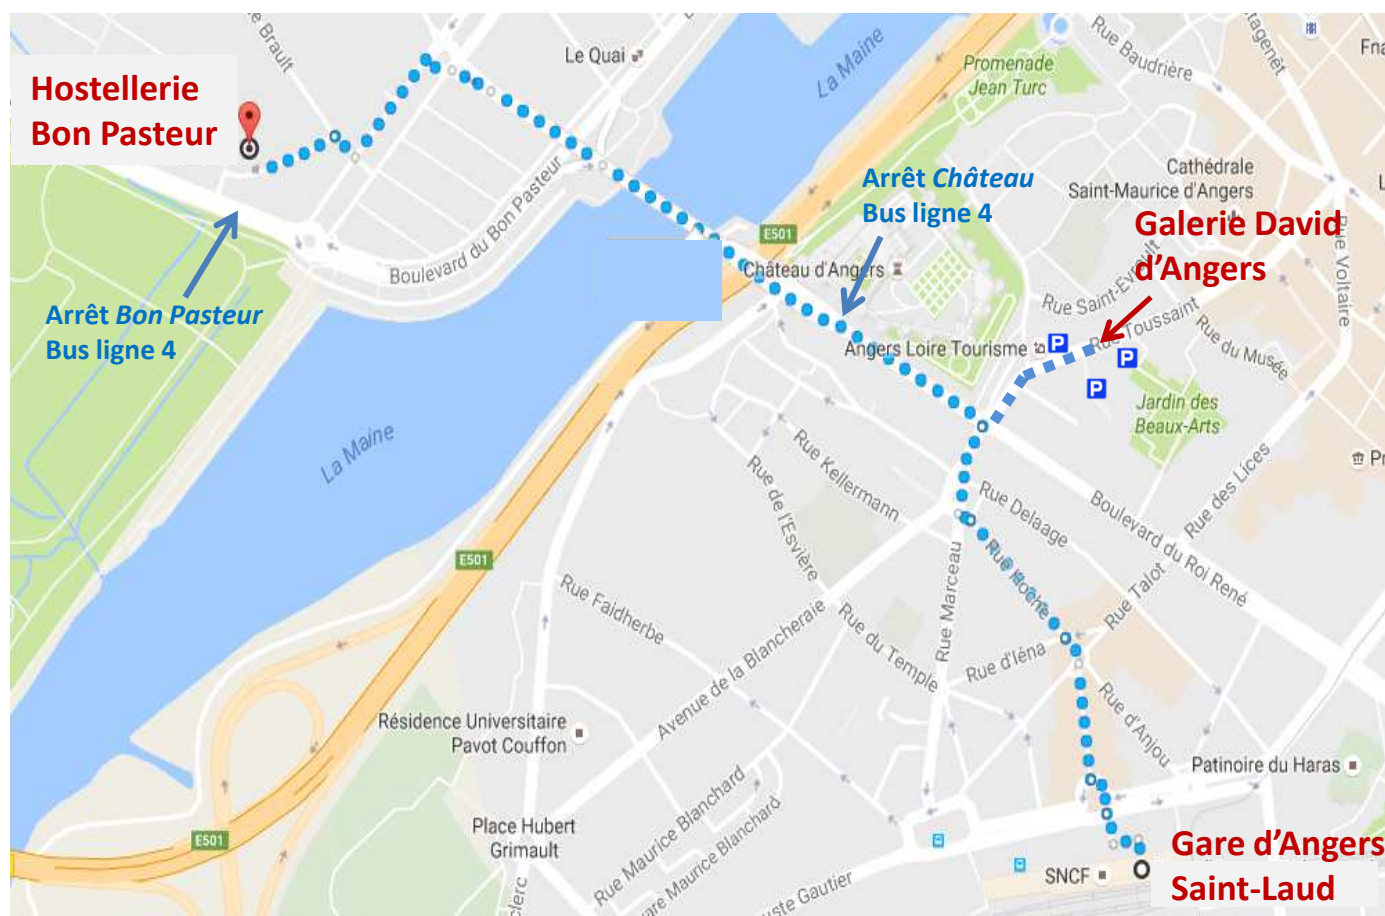 Hostellerie
Bon Pasteur
Rue Brault
Le Quai
La Maine
Promenade
Jean Turc
Rue Baudrière
Fna
Cathédrale
Saint-Maurice d'Angers
Arrêt Château
Bus ligne 4
Galerie David
d'Angers
E501
Château d'Angers
Boulevard du Bon Pasteur
Arrêt Bon Pasteur
Bus ligne 4
Rue Saint-Evroult
Rue Toussaint
Rue Voltaire
Rue du Musée
Angers Loire Tourisme
P
P
P
Jardin des
Beaux-Arts
La Maine
Rue Kellermann
Rue de l'Esvière
Rue Delaage
Rue des Lices
Boulevard du Roi René
E501
Rue Hoche
Rue Marceau
Rue Talot
Rue Faidherbe
Rue du Temple
Rue d'Iéna
Avenue de la Blancheraie
Rue d'Anjou
Résidence Universitaire
Pavot Couffon
Patinoire du Haras
Place Hubert
Grimault
Rue Maurice Blanchard
Maurice Blanchard
E501
SNCF
Gare d'Angers
Saint-Laud